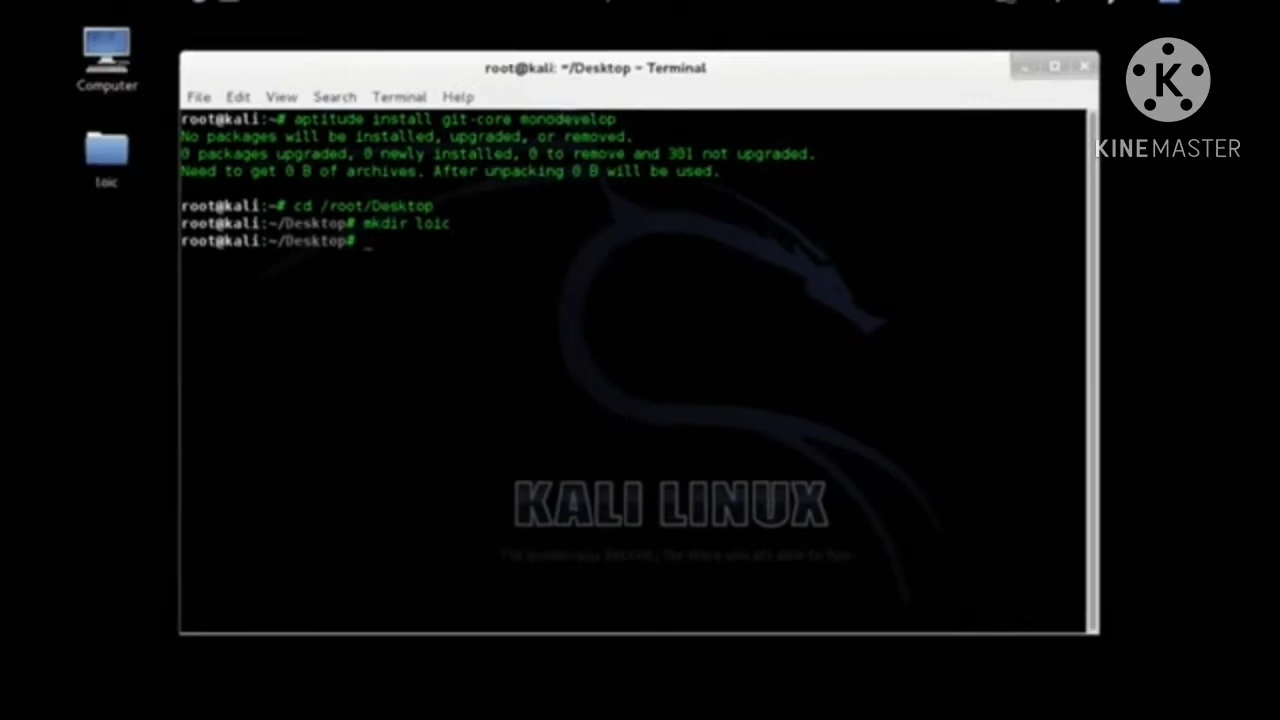 Computer
loic
root@kali: ~/Desktop - Terminal
File Edit View Search Terminal Help
root@kali:~# aptitude install git-core monodevelop
No packages will be installed, upgraded, or removed.
0 packages upgraded, 0 newly installed, 0 to remove and 301 not upgraded.
Need to get 0 B of archives. After unpacking 0 B will be used.
root@kali:~# cd /root/Desktop
root@kali:~/Desktop# mkdir loic
root@kali:~/Desktop# _
KALI LINUX
K
KINEMASTER